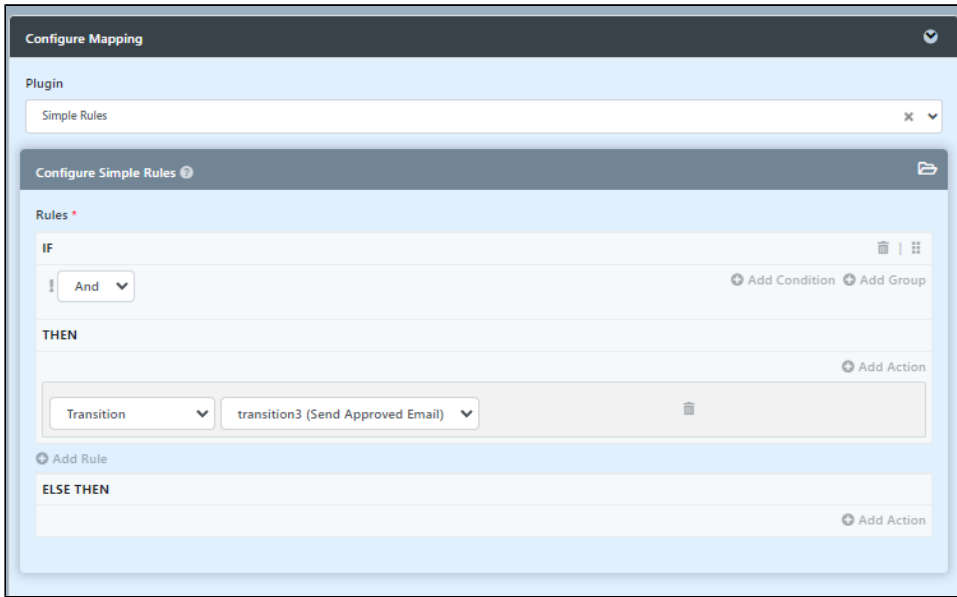 Configure Mapping
Plugin
Simple Rules
Configure Simple Rules
Rules *
IF
And
Add Condition Add Group
THEN
Add Action
Transition transition3 (Send Approved Email)
Add Rule
ELSE THEN
Add Action